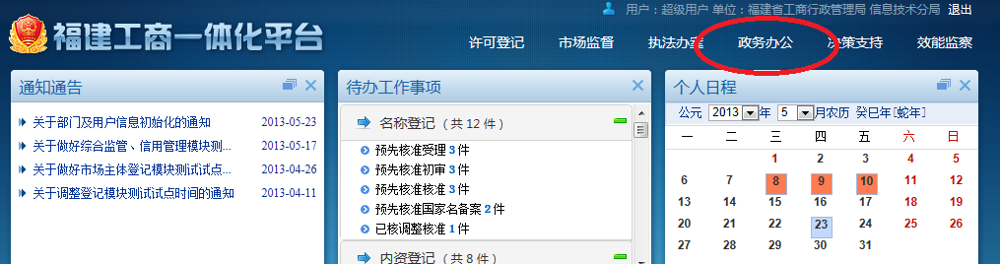 用户：超级用户 单位：福建省工商行政管理局 信息技术分局 退出
福建工商一体化平台
许可登记 市场监督 执法办案 政务办公 决策支持 效能监察
通知通告
关于部门及用户信息初始化的通知 2013-05-23
关于做好综合监管、信用管理模块测... 2013-05-17
关于做好市场主体登记模块测试试点... 2013-04-26
关于调整登记模块测试试点时间的通知 2013-04-11
待办工作事项
名称登记（共 12 件）
预先核准受理 3 件
预先核准初审 3 件
预先核准核准 3 件
预先核准国家名备案 2 件
已核调整核准 1 件
内资登记（共 8 件）
个人日程
公元 2013 年 5 月农历 癸巳年 [蛇年]
一 二 三 四 五 六 日
1 2 3 4 5
6 7 8 9 10 11 12
13 14 15 16 17 18 19
20 21 22 23 24 25 26
27 28 29 30 31